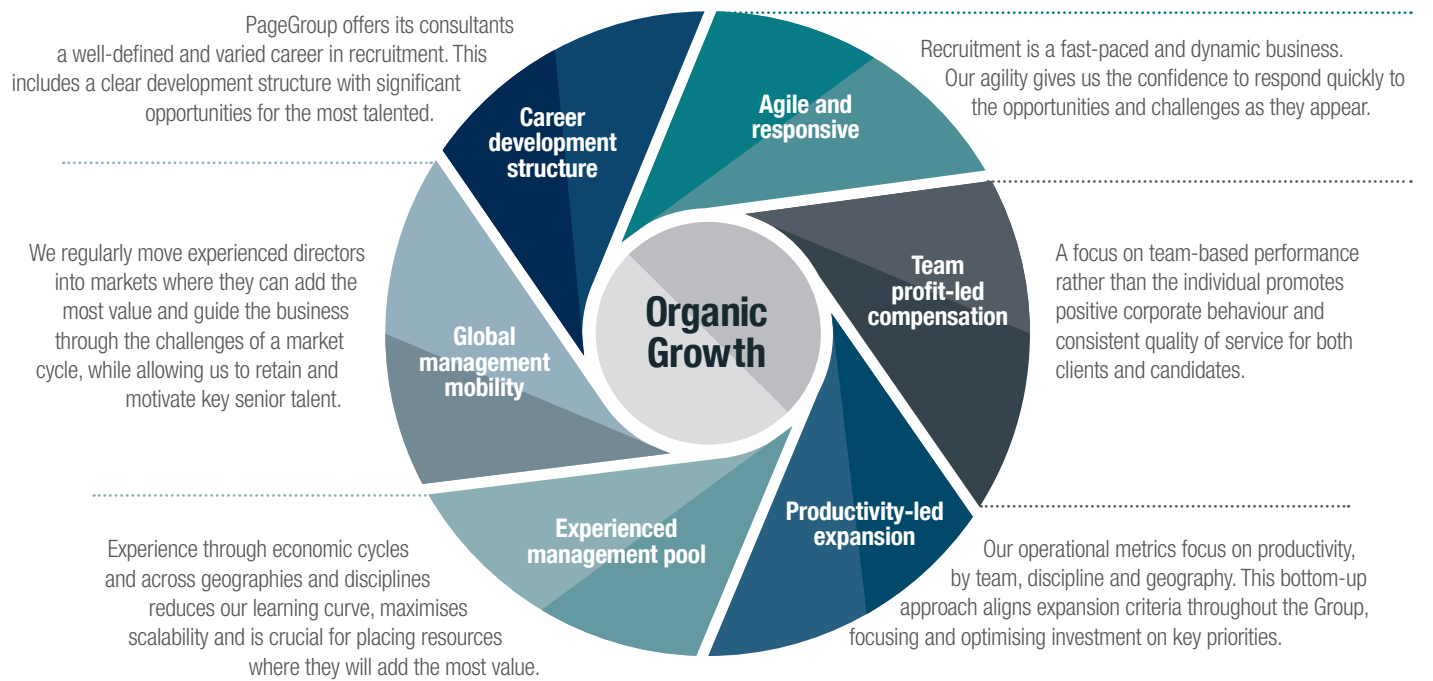 PageGroup offers its consultants
a well-defined and varied career in recruitment. This
includes a clear development structure with significant
opportunities for the most talented.
Career
development
structure
Agile and
responsive
Recruitment is a fast-paced and dynamic business.
Our agility gives us the confidence to respond quickly to
the opportunities and challenges as they appear.
We regularly move experienced directors
into markets where they can add the
most value and guide the business
through the challenges of a market
cycle, while allowing us to retain and
motivate key senior talent.
Global
management
mobility
Organic
Growth
Team
profit-led
compensation
A focus on team-based performance
rather than the individual promotes
positive corporate behaviour and
consistent quality of service for both
clients and candidates.
Experience through economic cycles
and across geographies and disciplines
reduces our learning curve, maximises
scalability and is crucial for placing resources
where they will add the most value.
Experienced
management pool
Productivity-led
expansion
Our operational metrics focus on productivity,
by team, discipline and geography. This bottom-up
approach aligns expansion criteria throughout the Group,
focusing and optimising investment on key priorities.